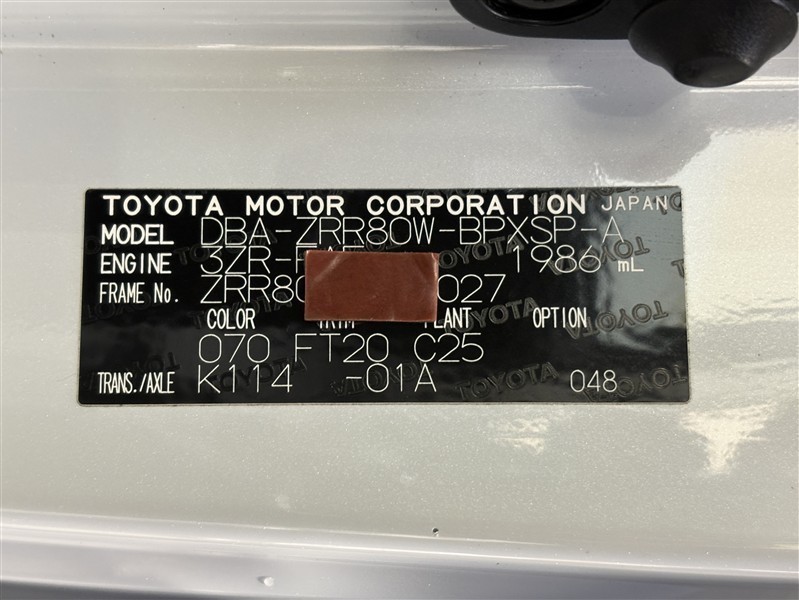 TOYOTA MOTOR CORPORATION JAPAN
MODEL DBA-ZRR80W-BPXSP-A
ENGINE 3ZR- 1986 mL
FRAME No. ZRR80 027
COLOR PLANT OPTION
070 FT20 C25
TRANS./AXLE K114 -01A 048